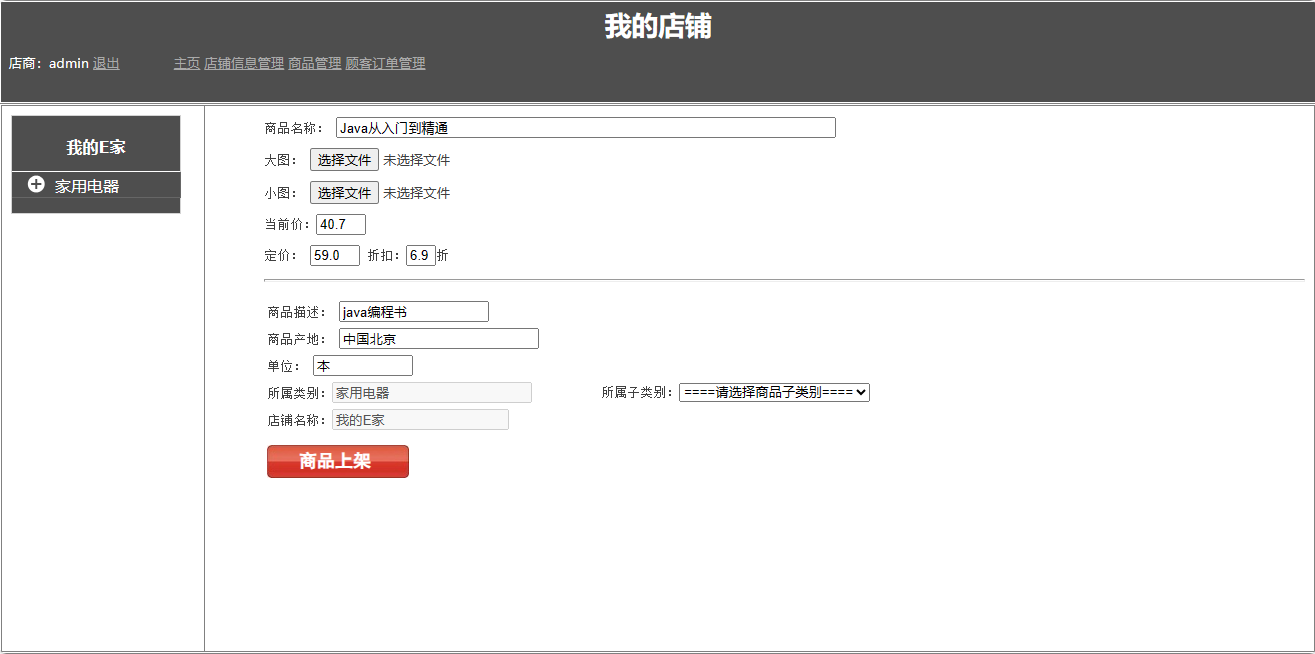 我的店铺
店商：admin 退出 主页 店铺信息管理 商品管理 顾客订单管理
我的E家
家用电器
商品名称： Java从入门到精通
大图： 选择文件 未选择文件
小图： 选择文件 未选择文件
当前价： 40.7
定价： 59.0 折扣： 6.9 折
商品描述： java编程书
商品产地： 中国北京
单位： 本
所属类别： 家用电器 所属子类别： ====请选择商品子类别====
店铺名称： 我的E家
商品上架